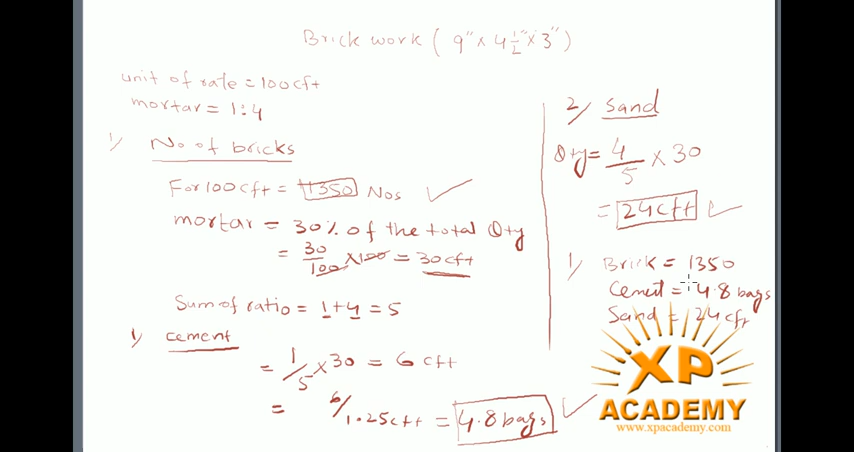 Brick work ( 9" x 4 1/2" x 3" )
unit of rate = 100 cft
mortar = 1:4
1/ No of bricks
For 100 cft = 1350 Nos
mortar = 30% of the total Qty
= 30/100 x 100 = 30 cft
Sum of ratio = 1+4 = 5
1/ cement
= 1/5 x 30 = 6 cft
= 6/1.25 cft = 4.8 bags
2/ Sand
Qty = 4/5 x 30
= 24 cft
1/ Brick = 1350
Cement = 4.8 bags
Sand = 24 cft
XP
ACADEMY
www.xpacademy.com